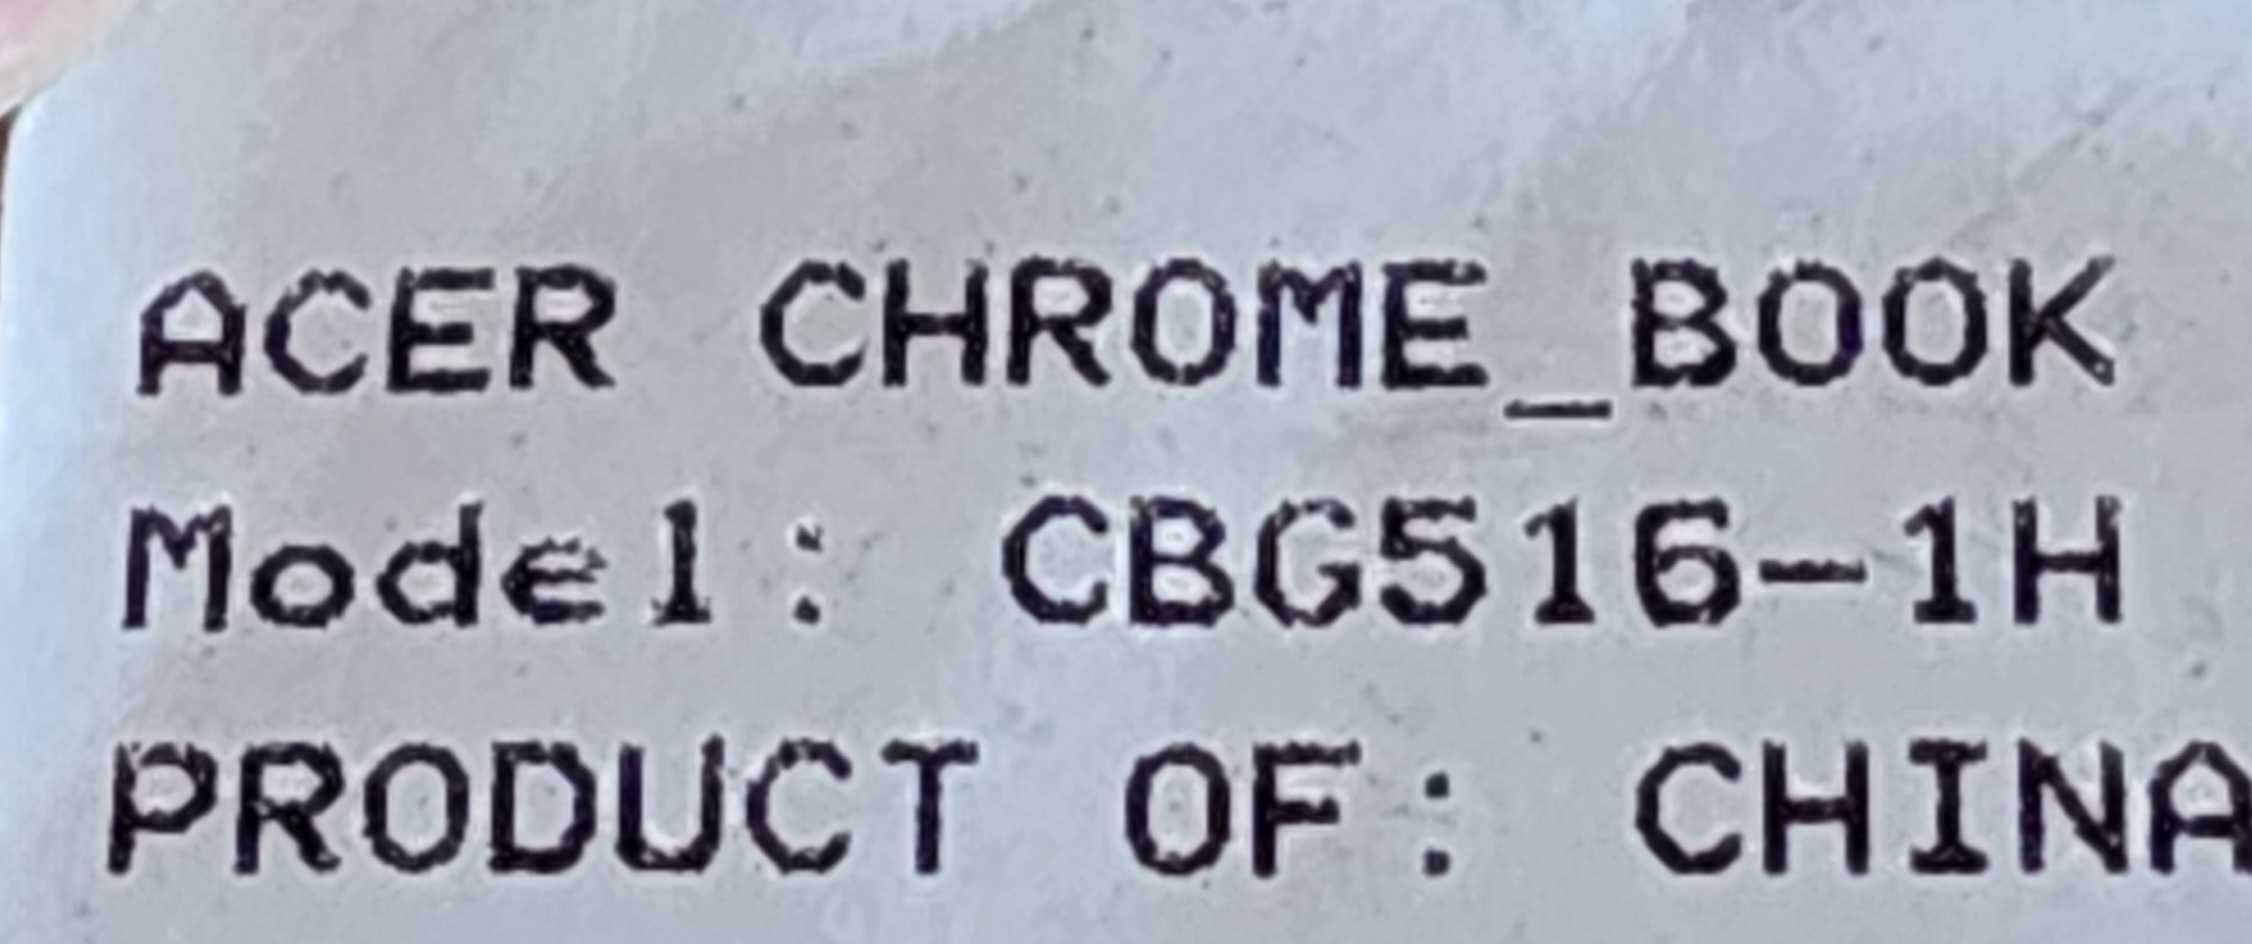 ACER CHROME_BOOK
Model: CBG516-1H
PRODUCT OF: CHINA